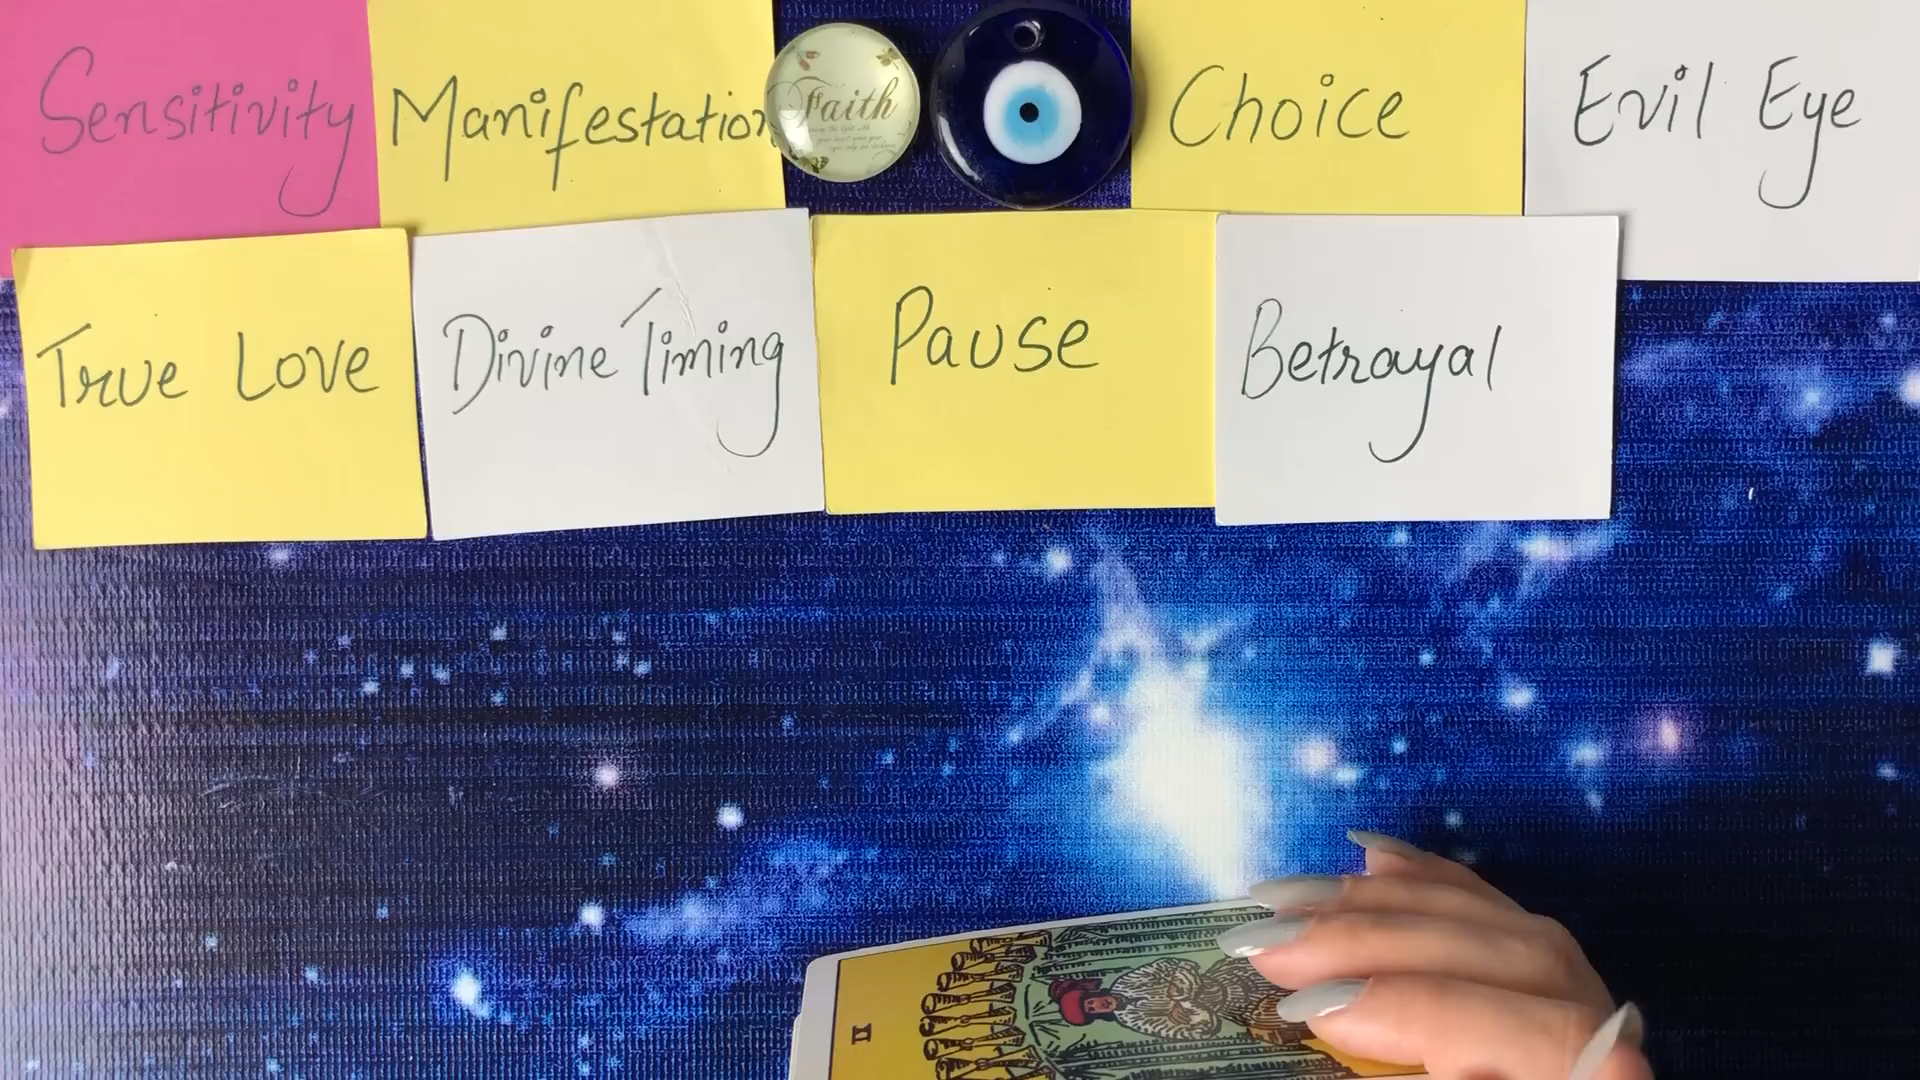 Sensitivity
Manifestation
Faith
Choice
Evil Eye
True Love
Divine Timing
Pause
Betrayal